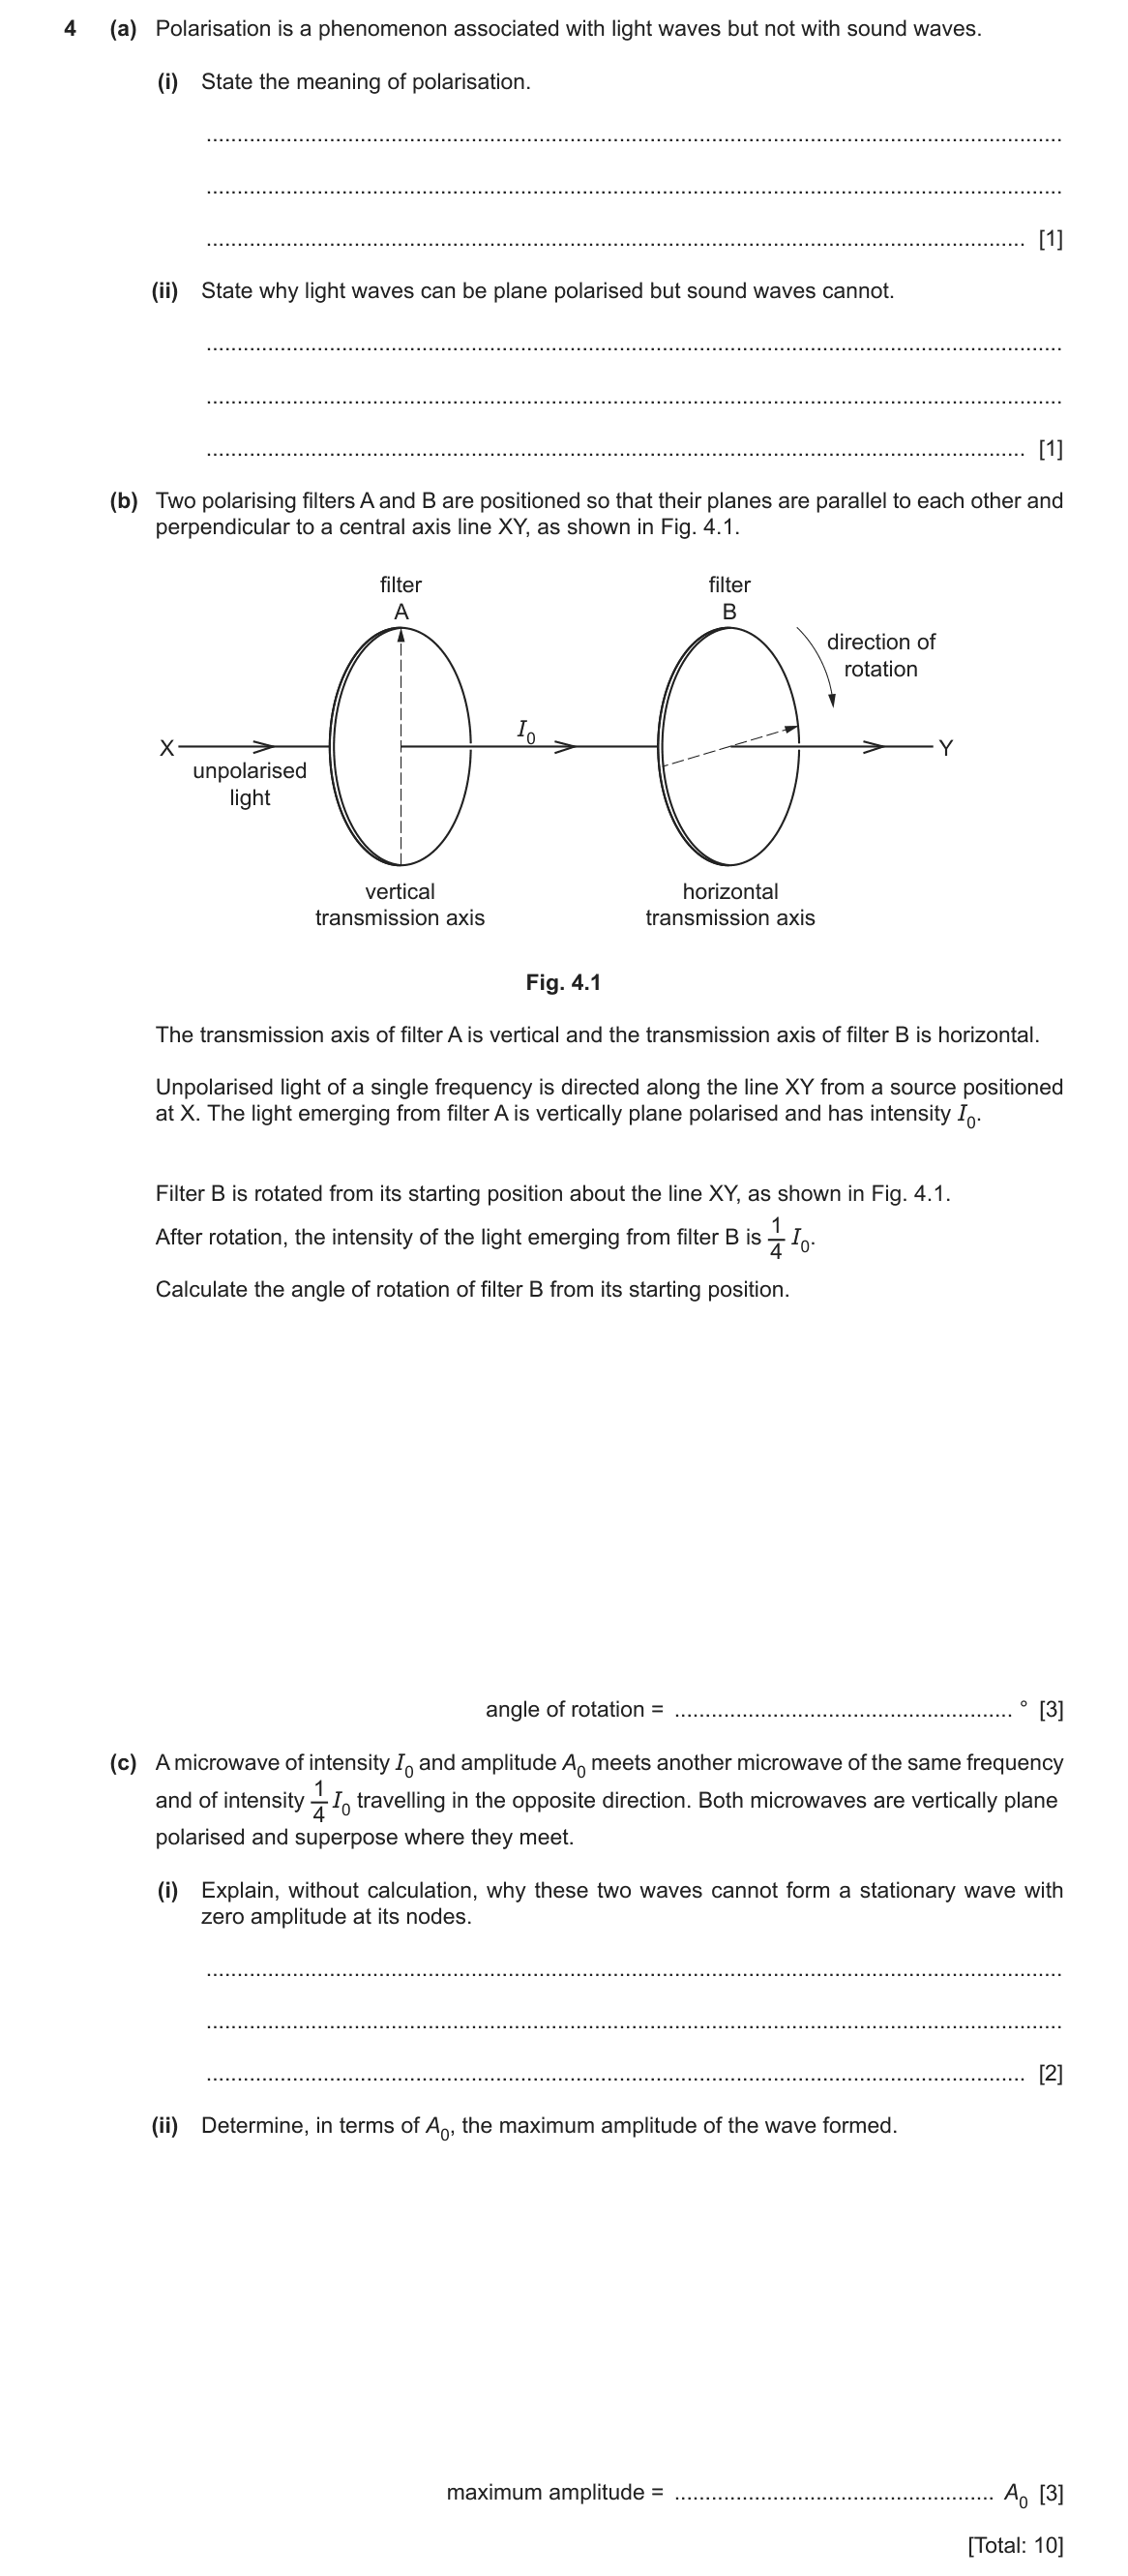 4 (a) Polarisation is a phenomenon associated with light waves but not with sound waves.
(i) State the meaning of polarisation.
..........................................................................................................................................
..........................................................................................................................................
.................................................................................................................................... [1]
(ii) State why light waves can be plane polarised but sound waves cannot.
..........................................................................................................................................
..........................................................................................................................................
.................................................................................................................................... [1]
(b) Two polarising filters A and B are positioned so that their planes are parallel to each other and
perpendicular to a central axis line XY, as shown in Fig. 4.1.
filter
A
filter
B
direction of
rotation
X
I0
Y
unpolarised
light
vertical
transmission axis
horizontal
transmission axis
Fig. 4.1
The transmission axis of filter A is vertical and the transmission axis of filter B is horizontal.
Unpolarised light of a single frequency is directed along the line XY from a source positioned
at X. The light emerging from filter A is vertically plane polarised and has intensity I0.
Filter B is rotated from its starting position about the line XY, as shown in Fig. 4.1.
After rotation, the intensity of the light emerging from filter B is 1/4 I0.
Calculate the angle of rotation of filter B from its starting position.
angle of rotation = ...................................................... ° [3]
(c) A microwave of intensity I0 and amplitude A0 meets another microwave of the same frequency
and of intensity 1/4 I0 travelling in the opposite direction. Both microwaves are vertically plane
polarised and superpose where they meet.
(i) Explain, without calculation, why these two waves cannot form a stationary wave with
zero amplitude at its nodes.
..........................................................................................................................................
..........................................................................................................................................
.................................................................................................................................... [2]
(ii) Determine, in terms of A0, the maximum amplitude of the wave formed.
maximum amplitude = ................................................... A0 [3]
[Total: 10]